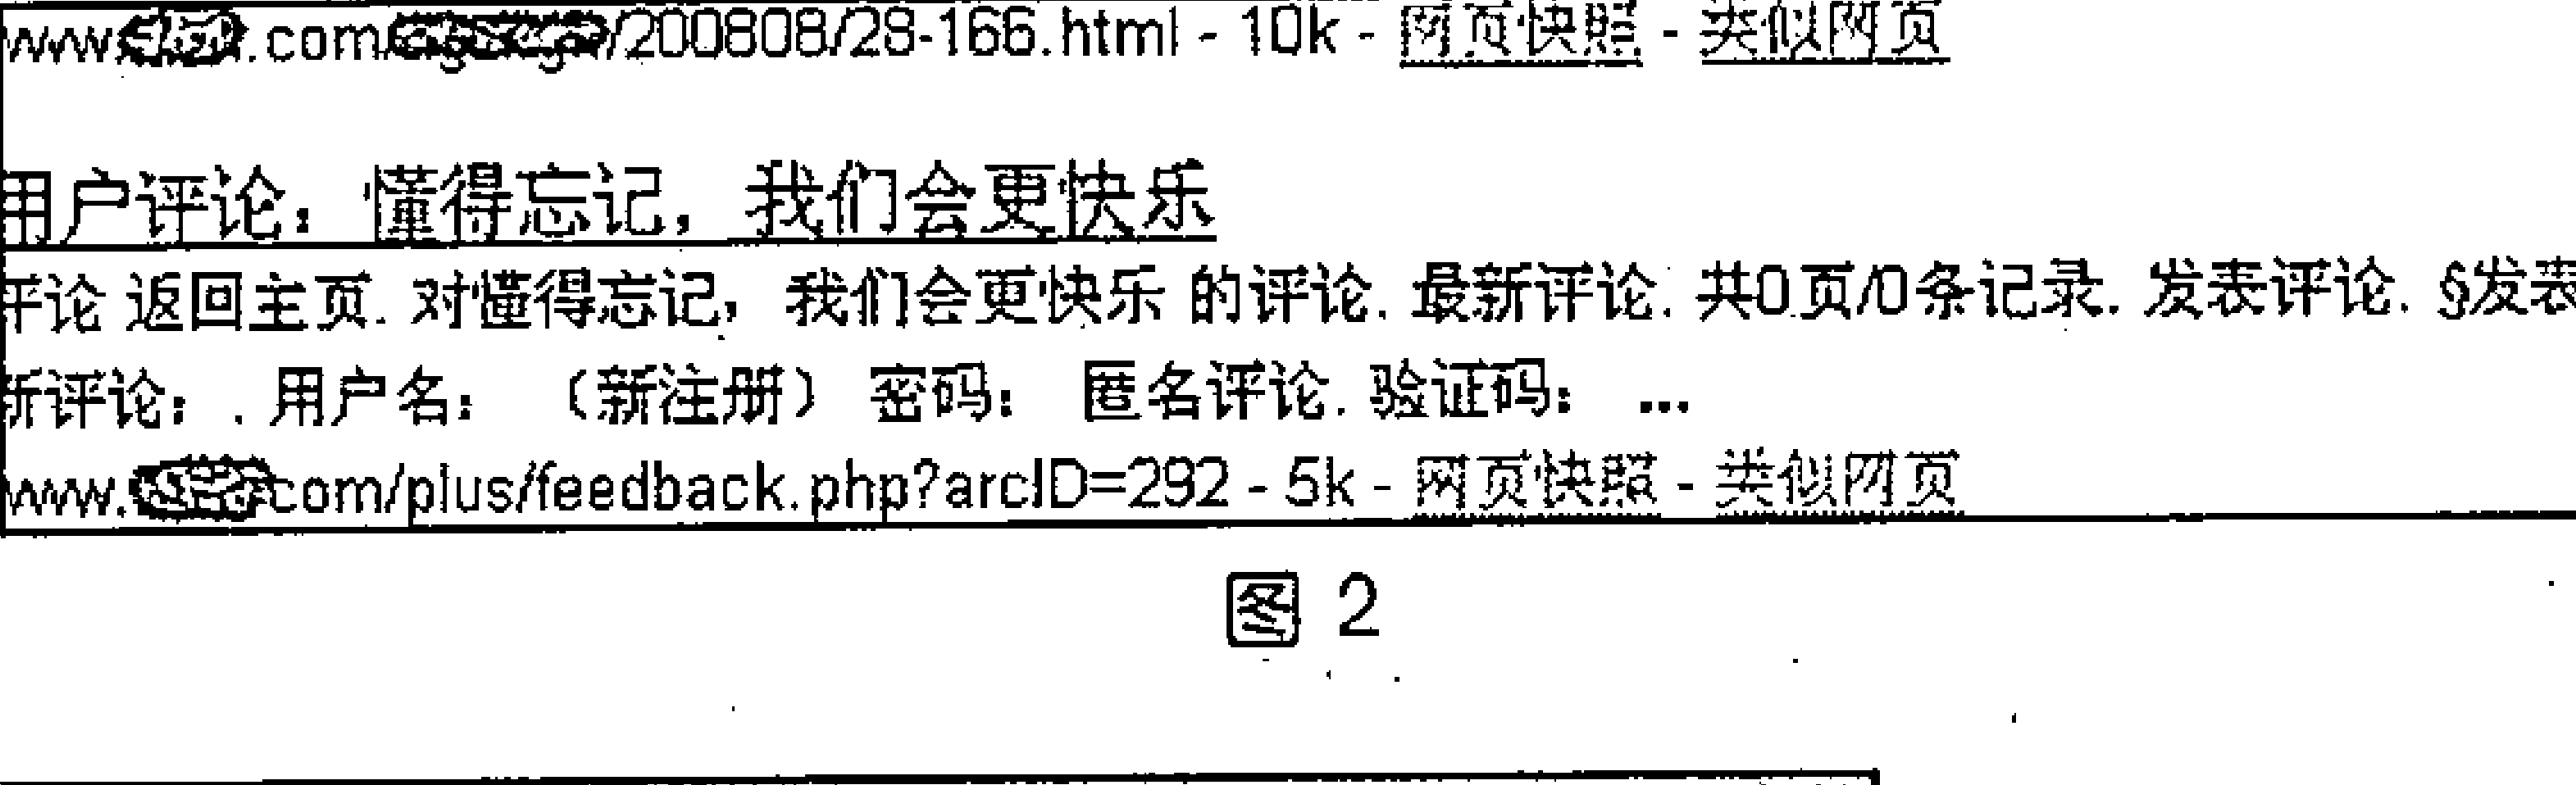 www. .com/ /200808/28-166.html - 10k - 网页快照 - 类似网页
用户评论：懂得忘记，我们会更快乐
评论 返回主页. 对懂得忘记，我们会更快乐 的评论. 最新评论. 共0页/0条记录. 发表评论. §发表
新评论：. 用户名：（新注册） 密码： 匿名评论. 验证码： ...
www. com/plus/feedback.php?arcID=292 - 5k - 网页快照 - 类似网页
图 2